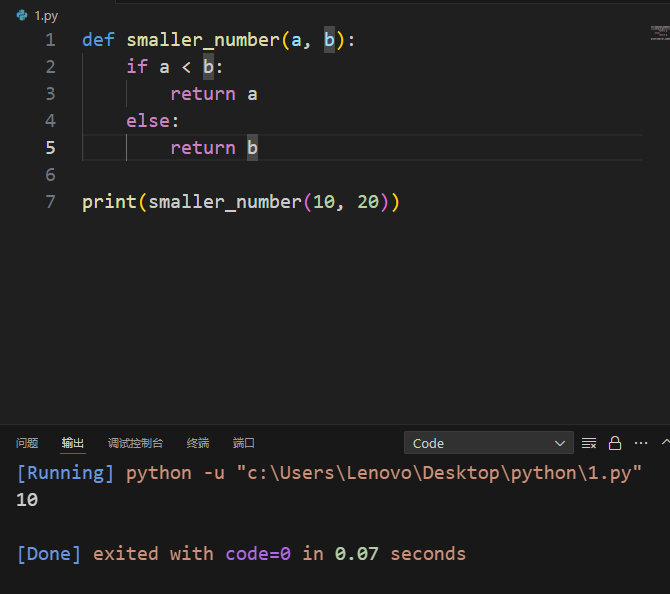 1.py
1 def smaller_number(a, b):
2 if a < b:
3 return a
4 else:
5 return b
6
7 print(smaller_number(10, 20))
问题 输出 调试控制台 终端 端口 Code
[Running] python -u "c:\Users\Lenovo\Desktop\python\1.py"
10
[Done] exited with code=0 in 0.07 seconds